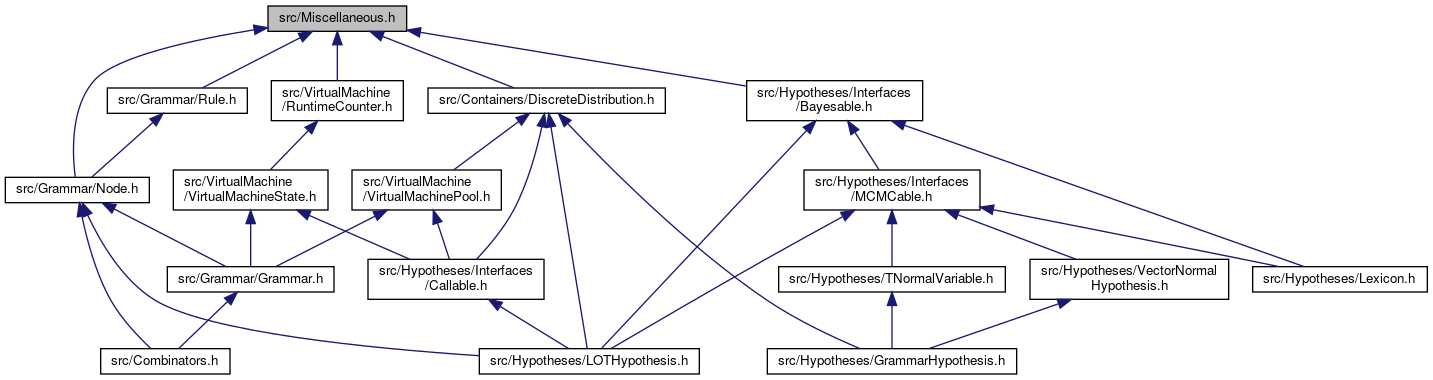 src/Miscellaneous.h
src/Grammar/Rule.h
src/VirtualMachine
/RuntimeCounter.h
src/Containers/DiscreteDistribution.h
src/Hypotheses/Interfaces
/Bayesable.h
src/Grammar/Node.h
src/VirtualMachine
/VirtualMachineState.h
src/VirtualMachine
/VirtualMachinePool.h
src/Hypotheses/Interfaces
/MCMCable.h
src/Grammar/Grammar.h
src/Hypotheses/Interfaces
/Callable.h
src/Hypotheses/TNormalVariable.h
src/Hypotheses/VectorNormal
Hypothesis.h
src/Hypotheses/Lexicon.h
src/Combinators.h
src/Hypotheses/LOTHypothesis.h
src/Hypotheses/GrammarHypothesis.h